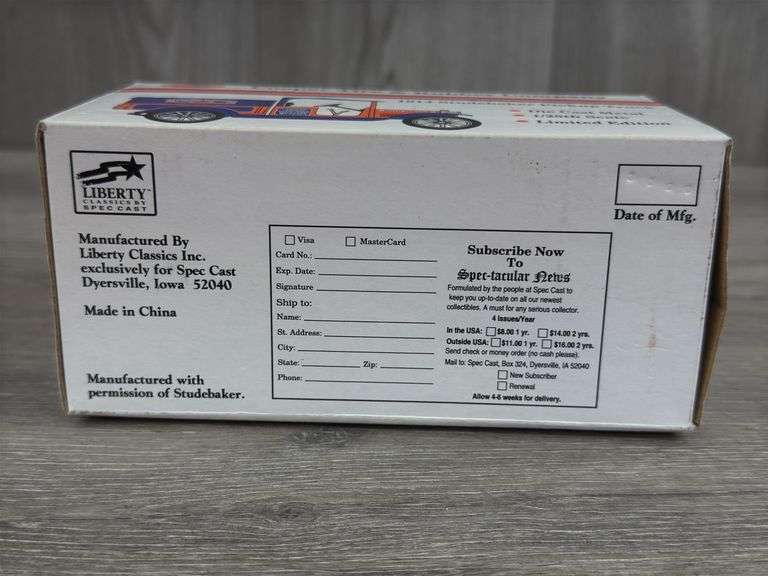 1/20th Scale
Limited Edition
LIBERTY™
CLASSICS BY
SPEC CAST
Manufactured By
Liberty Classics Inc.
exclusively for Spec Cast
Dyersville, Iowa 52040
Made in China
Manufactured with
permission of Studebaker.
Visa
MasterCard
Card No.:
Exp. Date:
Signature
Ship to:
Name:
St. Address:
City:
State: Zip:
Phone:
Subscribe Now
To
Spec-tacular News
Formulated by the people at Spec Cast to
keep you up-to-date on all our newest
collectibles. A must for any serious collector.
4 Issues/Year
In the USA: $8.00 1 yr. $14.00 2 yrs.
Outside USA: $11.00 1 yr. $16.00 2 yrs.
Send check or money order (no cash please).
Mail to: Spec Cast, Box 324, Dyersville, IA 52040
New Subscriber
Renewal
Allow 4-6 weeks for delivery.
Date of Mfg.